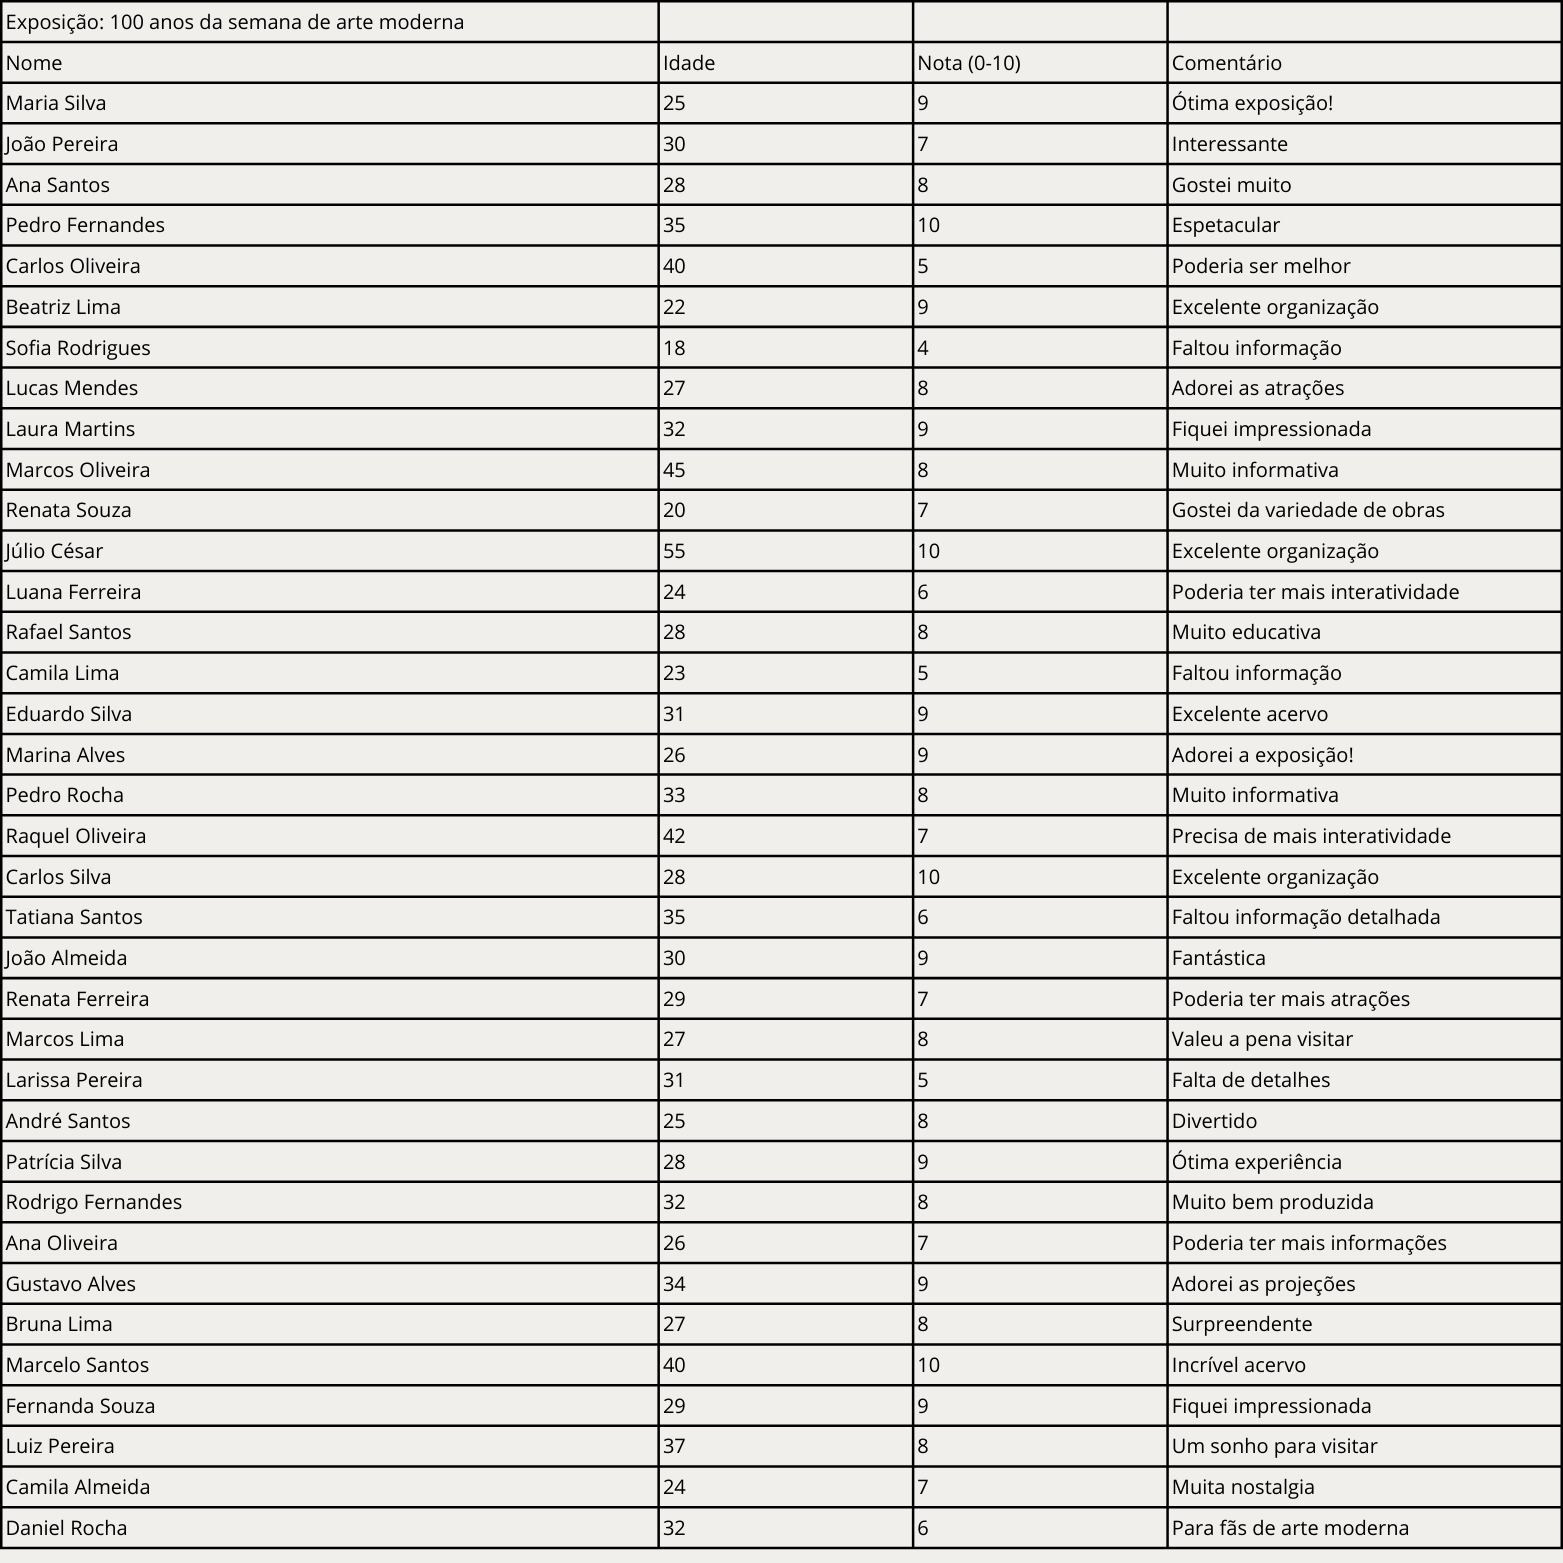 Exposição: 100 anos da semana de arte moderna
Nome Idade Nota (0-10) Comentário
Maria Silva 25 9 Ótima exposição!
João Pereira 30 7 Interessante
Ana Santos 28 8 Gostei muito
Pedro Fernandes 35 10 Espetacular
Carlos Oliveira 40 5 Poderia ser melhor
Beatriz Lima 22 9 Excelente organização
Sofia Rodrigues 18 4 Faltou informação
Lucas Mendes 27 8 Adorei as atrações
Laura Martins 32 9 Fiquei impressionada
Marcos Oliveira 45 8 Muito informativa
Renata Souza 20 7 Gostei da variedade de obras
Júlio César 55 10 Excelente organização
Luana Ferreira 24 6 Poderia ter mais interatividade
Rafael Santos 28 8 Muito educativa
Camila Lima 23 5 Faltou informação
Eduardo Silva 31 9 Excelente acervo
Marina Alves 26 9 Adorei a exposição!
Pedro Rocha 33 8 Muito informativa
Raquel Oliveira 42 7 Precisa de mais interatividade
Carlos Silva 28 10 Excelente organização
Tatiana Santos 35 6 Faltou informação detalhada
João Almeida 30 9 Fantástica
Renata Ferreira 29 7 Poderia ter mais atrações
Marcos Lima 27 8 Valeu a pena visitar
Larissa Pereira 31 5 Falta de detalhes
André Santos 25 8 Divertido
Patrícia Silva 28 9 Ótima experiência
Rodrigo Fernandes 32 8 Muito bem produzida
Ana Oliveira 26 7 Poderia ter mais informações
Gustavo Alves 34 9 Adorei as projeções
Bruna Lima 27 8 Surpreendente
Marcelo Santos 40 10 Incrível acervo
Fernanda Souza 29 9 Fiquei impressionada
Luiz Pereira 37 8 Um sonho para visitar
Camila Almeida 24 7 Muita nostalgia
Daniel Rocha 32 6 Para fãs de arte moderna